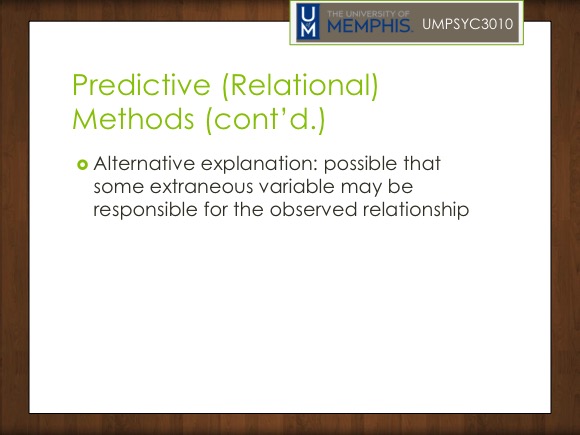 UM
THE UNIVERSITY OF
MEMPHIS.
UMPSYC3010
Predictive (Relational)
Methods (cont’d.)
Alternative explanation: possible that
some extraneous variable may be
responsible for the observed relationship